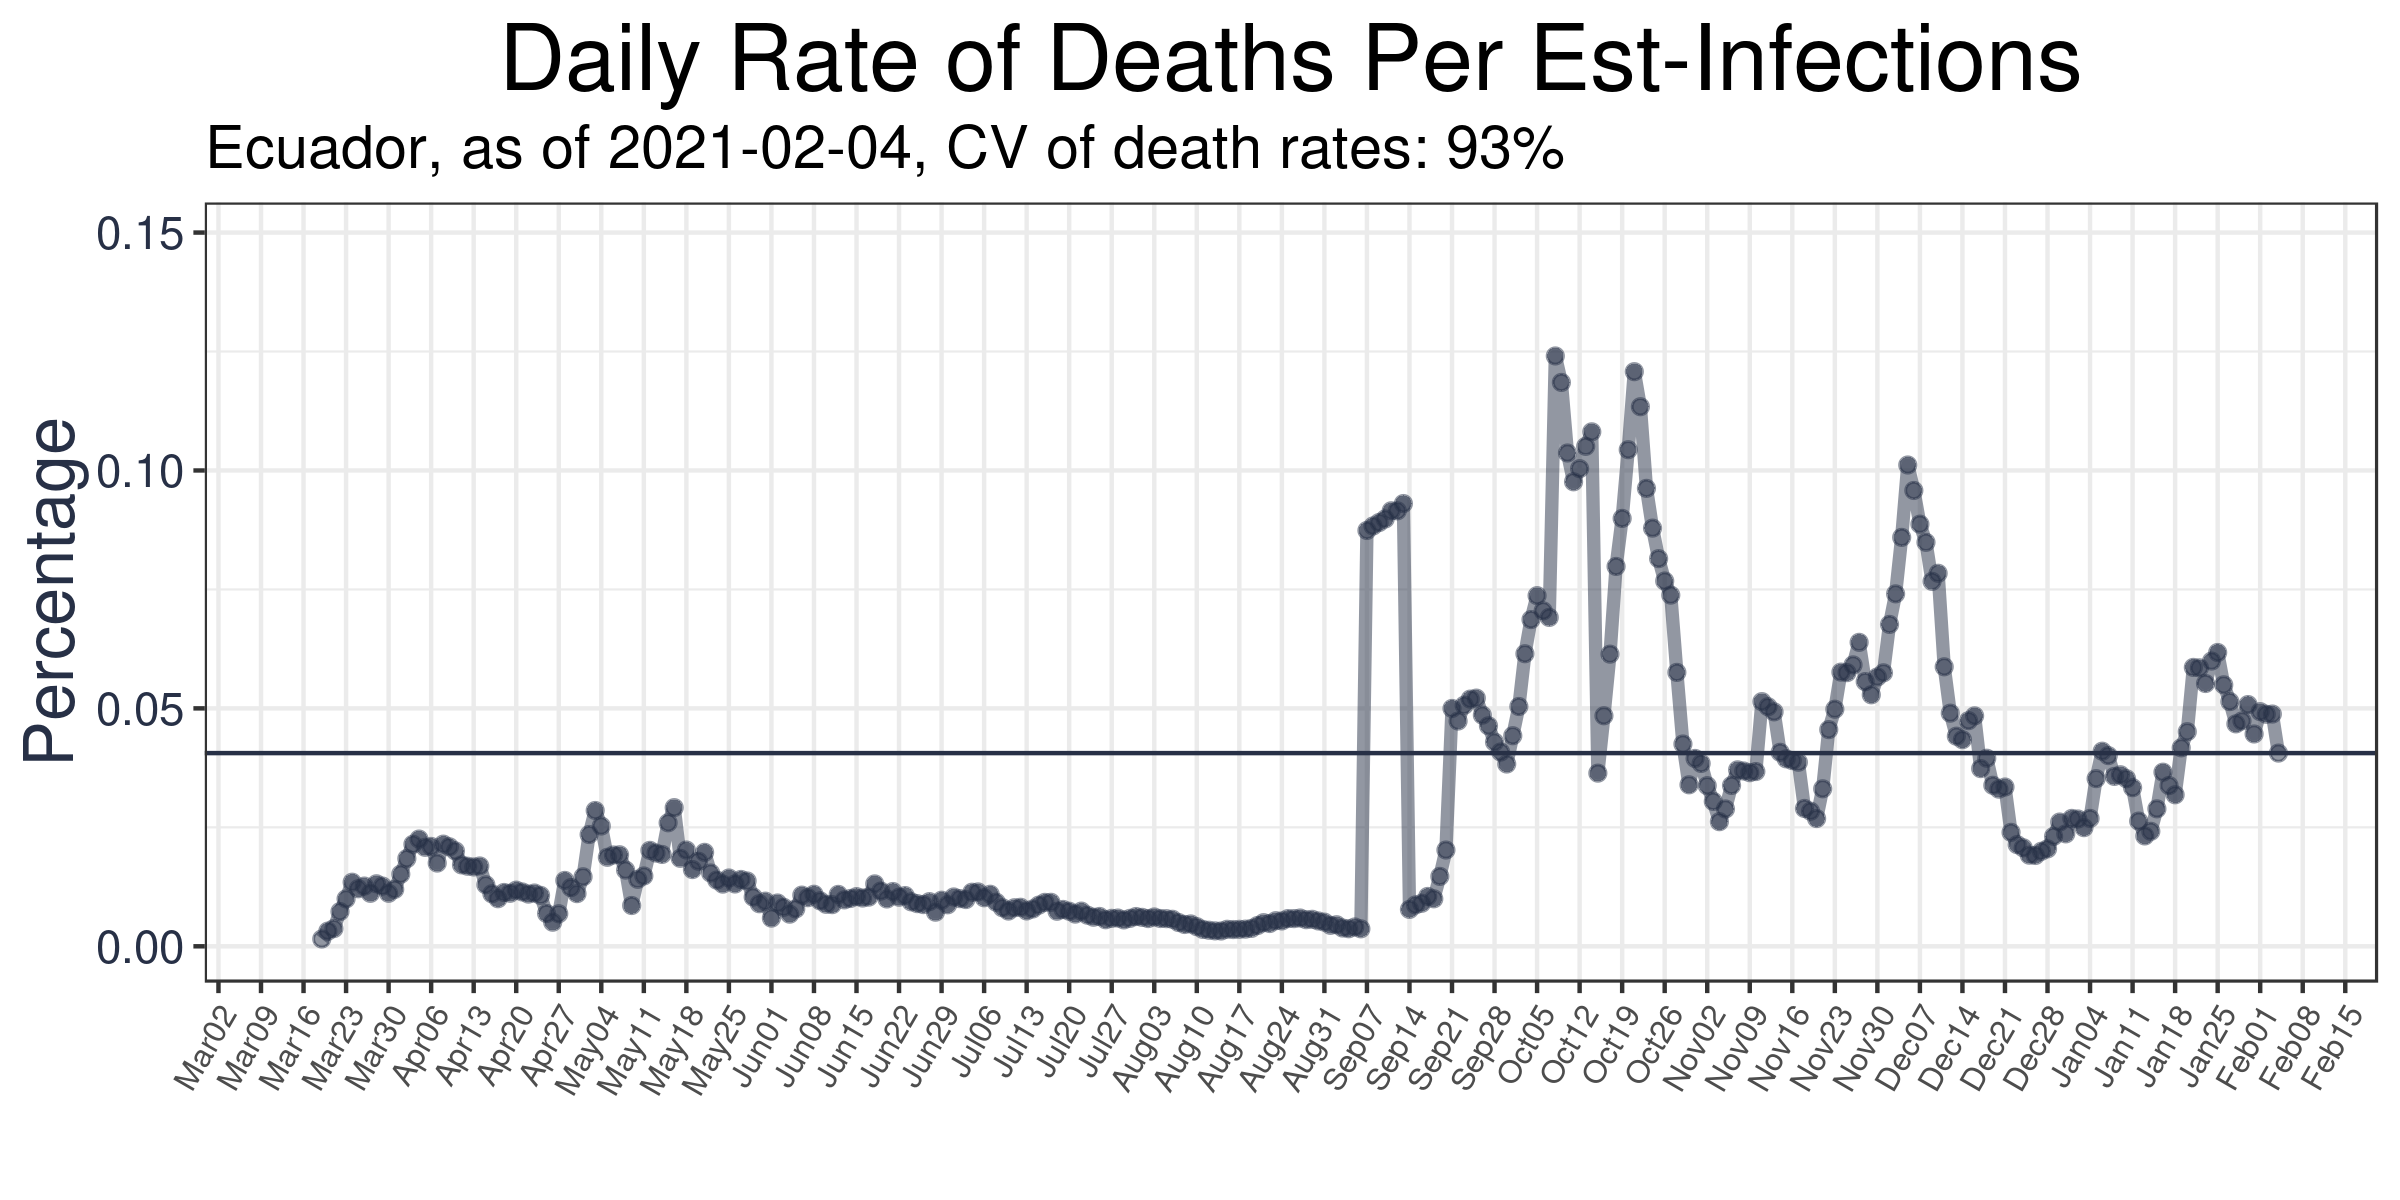 Daily Rate of Deaths Per Est-Infections
Ecuador, as of 2021-02-04, CV of death rates: 93%
Percentage
0.15
0.10
0.05
0.00
Mar02
Mar09
Mar16
Mar23
Mar30
Apr06
Apr13
Apr20
Apr27
May04
May11
May18
May25
Jun01
Jun08
Jun15
Jun22
Jun29
Jul06
Jul13
Jul20
Jul27
Aug03
Aug10
Aug17
Aug24
Aug31
Sep07
Sep14
Sep21
Sep28
Oct05
Oct12
Oct19
Oct26
Nov02
Nov09
Nov16
Nov23
Nov30
Dec07
Dec14
Dec21
Dec28
Jan04
Jan11
Jan18
Jan25
Feb01
Feb08
Feb15